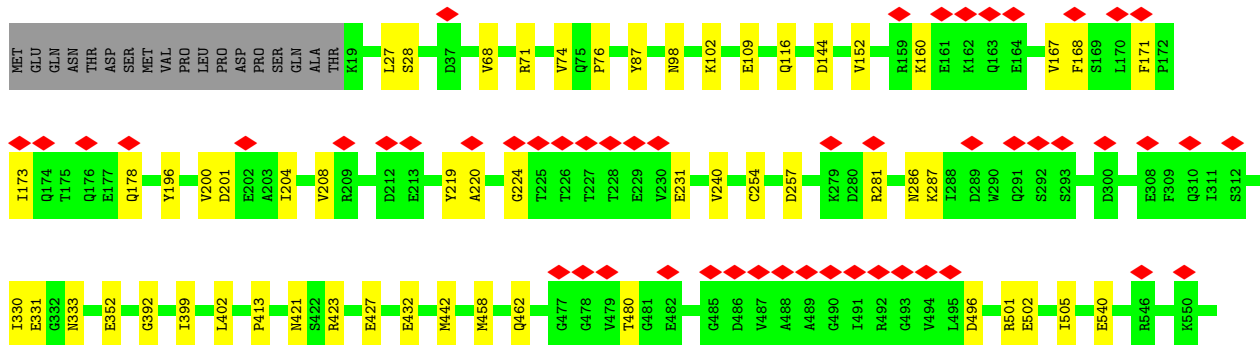 MET GLU GLN ASN THR ASP SER MET VAL PRO LEU PRO ASP PRO SER GLN ALA THR K19 L27 S28 D37 V68 R71 V74 Q75 P76 Y87 N98 K102 E109 Q116 D144 V152 R159 K160 E161 K162 Q163 E164 V167 F168 S169 L170 F171 P172
I173 Q174 T175 Q176 E177 Q178 Y196 V200 D201 E202 A203 I204 V208 R209 D212 E213 Y219 A220 G224 T225 T226 T227 T228 E229 V230 E231 V240 C254 D257 K279 D280 R281 N286 K287 I288 D289 W290 Q291 S292 S293 D300 E308 F309 Q310 I311 S312
I330 E331 G332 N333 E352 G392 I399 L402 P413 N421 S422 R423 E427 E432 M442 M458 Q462 G477 G478 V479 T480 G481 E482 G485 D486 V487 A488 A489 G490 I491 R492 G493 V494 L495 D496 R501 E502 I505 E540 R546 K550